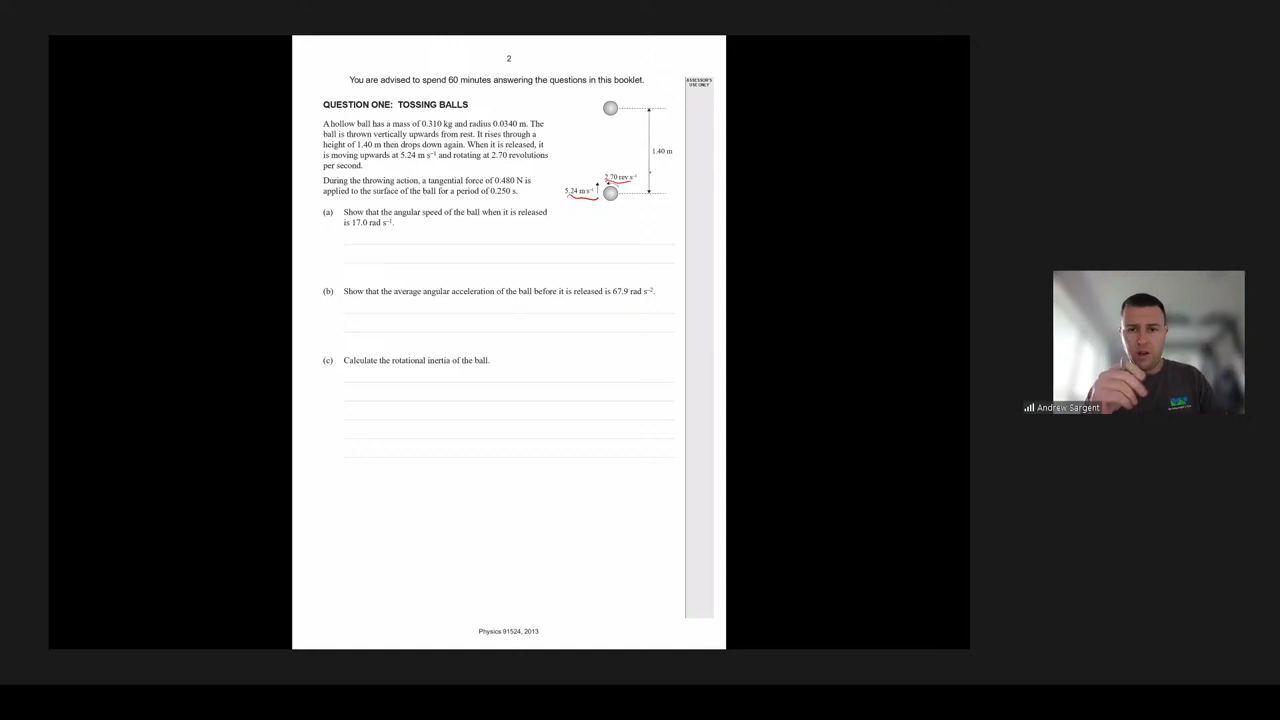 2
You are advised to spend 60 minutes answering the questions in this booklet.
ASSESSOR'S
USE ONLY
QUESTION ONE: TOSSING BALLS
A hollow ball has a mass of 0.310 kg and radius 0.0340 m. The
ball is thrown vertically upwards from rest. It rises through a
height of 1.40 m then drops down again. When it is released, it
is moving upwards at 5.24 m s⁻¹ and rotating at 2.70 revolutions
per second.
During the throwing action, a tangential force of 0.480 N is
applied to the surface of the ball for a period of 0.250 s.
1.40 m
2.70 rev s⁻¹
5.24 m s⁻¹
(a) Show that the angular speed of the ball when it is released
is 17.0 rad s⁻¹.
(b) Show that the average angular acceleration of the ball before it is released is 67.9 rad s⁻².
(c) Calculate the rotational inertia of the ball.
Physics 91524, 2013
Andrew Sargent